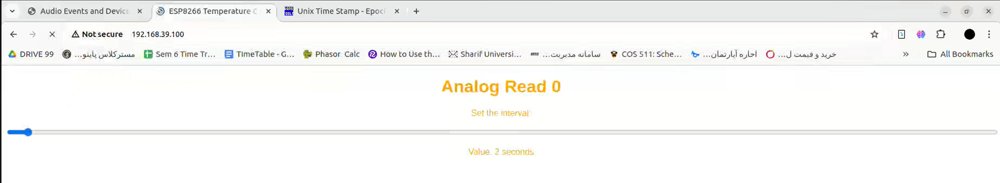 Audio Events and Devic
ESP8266 Temperature C
Unix Time Stamp - Epoc
Not secure 192.168.39.100
DRIVE 99
مسترکلاس پایتو...
Sem 6 Time Tr...
TImeTable - G...
Phasor Calc
How to Use th...
Sharif Universi...
سامانه مدیریت...
COS 511: Sche...
اجاره آپارتمان...
خرید و قیمت ل...
All Bookmarks
Analog Read 0
Set the interval:
Value: 2 seconds